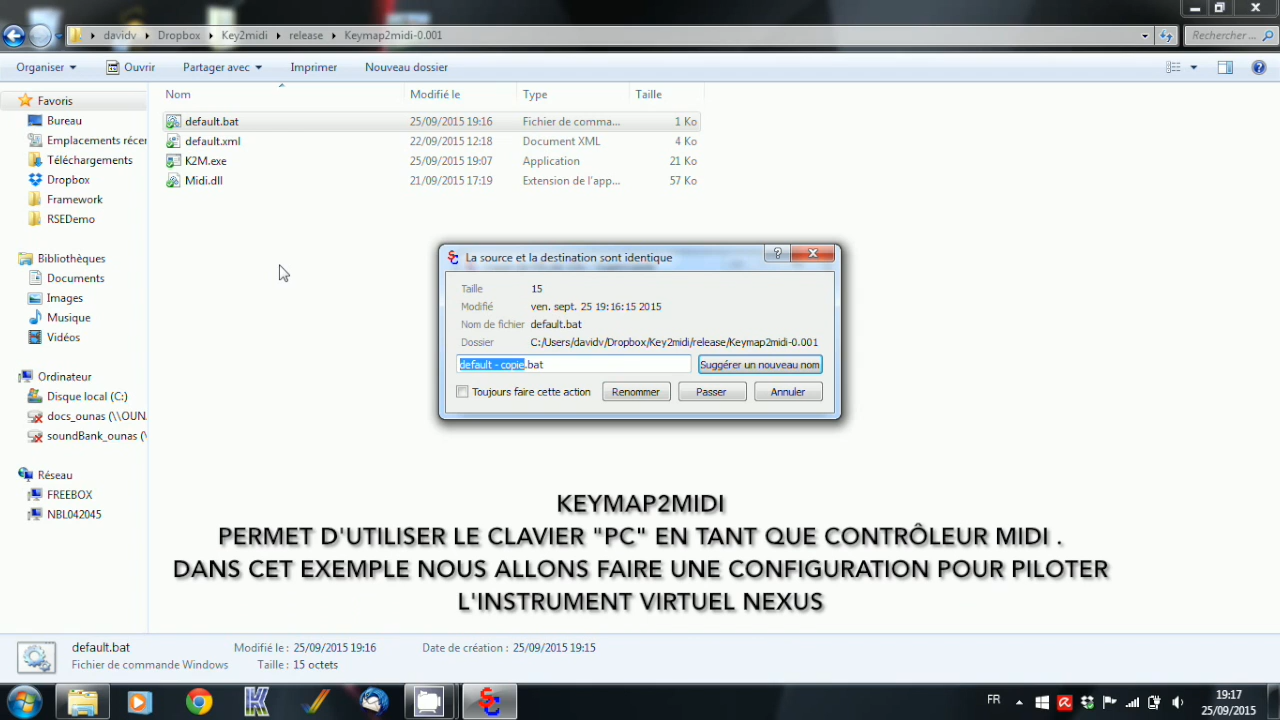 davidv
Dropbox
Key2midi
release
Keymap2midi-0.001
Rechercher ...
Organiser
Ouvrir
Partager avec
Imprimer
Nouveau dossier
Favoris
Bureau
Emplacements récer
Téléchargements
Dropbox
Framework
RSEDemo
Bibliothèques
Documents
Images
Musique
Vidéos
Ordinateur
Disque local (C:)
docs_ounas (\\OUN.
soundBank_ounas (\
Réseau
FREEBOX
NBL042045
Nom Modifié le Type Taille
default.bat 25/09/2015 19:16 Fichier de comma... 1 Ko
default.xml 22/09/2015 12:18 Document XML 4 Ko
K2M.exe 25/09/2015 19:07 Application 21 Ko
Midi.dll 21/09/2015 17:19 Extension de l'app... 57 Ko
La source et la destination sont identique
Taille 15
Modifié ven. sept. 25 19:16:15 2015
Nom de fichier default.bat
Dossier C:/Users/davidv/Dropbox/Key2midi/release/Keymap2midi-0.001
default - copie.bat
Suggérer un nouveau nom
Toujours faire cette action
Renommer
Passer
Annuler
KEYMAP2MIDI
PERMET D'UTILISER LE CLAVIER "PC" EN TANT QUE CONTRÔLEUR MIDI .
DANS CET EXEMPLE NOUS ALLONS FAIRE UNE CONFIGURATION POUR PILOTER
L'INSTRUMENT VIRTUEL NEXUS
default.bat Modifié le : 25/09/2015 19:16 Date de création : 25/09/2015 19:15
Fichier de commande Windows Taille : 15 octets
FR
19:17
25/09/2015